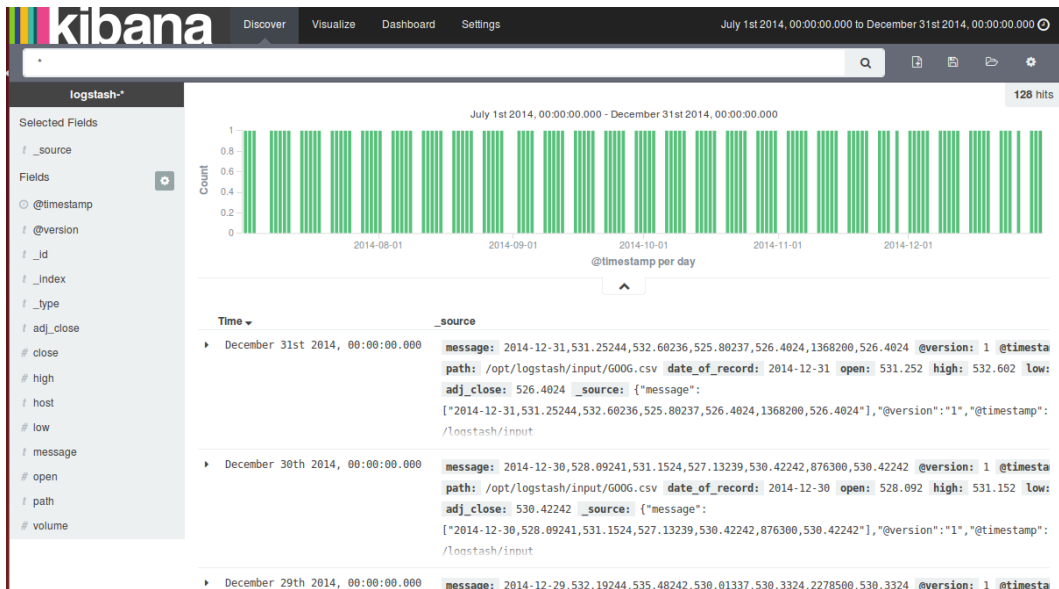 kibana Discover Visualize Dashboard Settings July 1st 2014, 00:00:00.000 to December 31st 2014, 00:00:00.000
*
logstash-*
128 hits
Selected Fields
t _source
Fields
@timestamp
t @version
t _id
t _index
t _type
t adj_close
# close
# high
t host
# low
t message
# open
t path
# volume
July 1st 2014, 00:00:00.000 - December 31st 2014, 00:00:00.000
Count
1
0.8
0.6
0.4
0.2
0
2014-08-01 2014-09-01 2014-10-01 2014-11-01 2014-12-01
@timestamp per day
Time _source
December 31st 2014, 00:00:00.000 message: 2014-12-31,531.25244,532.60236,525.80237,526.4024,1368200,526.4024 @version: 1 @timesta
path: /opt/logstash/input/GOOG.csv date_of_record: 2014-12-31 open: 531.252 high: 532.602 low:
adj_close: 526.4024 _source: {"message":
["2014-12-31,531.25244,532.60236,525.80237,526.4024,1368200,526.4024"],"@version":"1","@timestamp":
/logstash/input
December 30th 2014, 00:00:00.000 message: 2014-12-30,528.09241,531.1524,527.13239,530.42242,876300,530.42242 @version: 1 @timesta
path: /opt/logstash/input/GOOG.csv date_of_record: 2014-12-30 open: 528.092 high: 531.152 low:
adj_close: 530.42242 _source: {"message":
["2014-12-30,528.09241,531.1524,527.13239,530.42242,876300,530.42242"],"@version":"1","@timestamp":
/logstash/input
December 29th 2014, 00:00:00.000 message: 2014-12-29,532.19244,535.48242,530.01337,530.3324,2278500,530.3324 @version: 1 @timesta